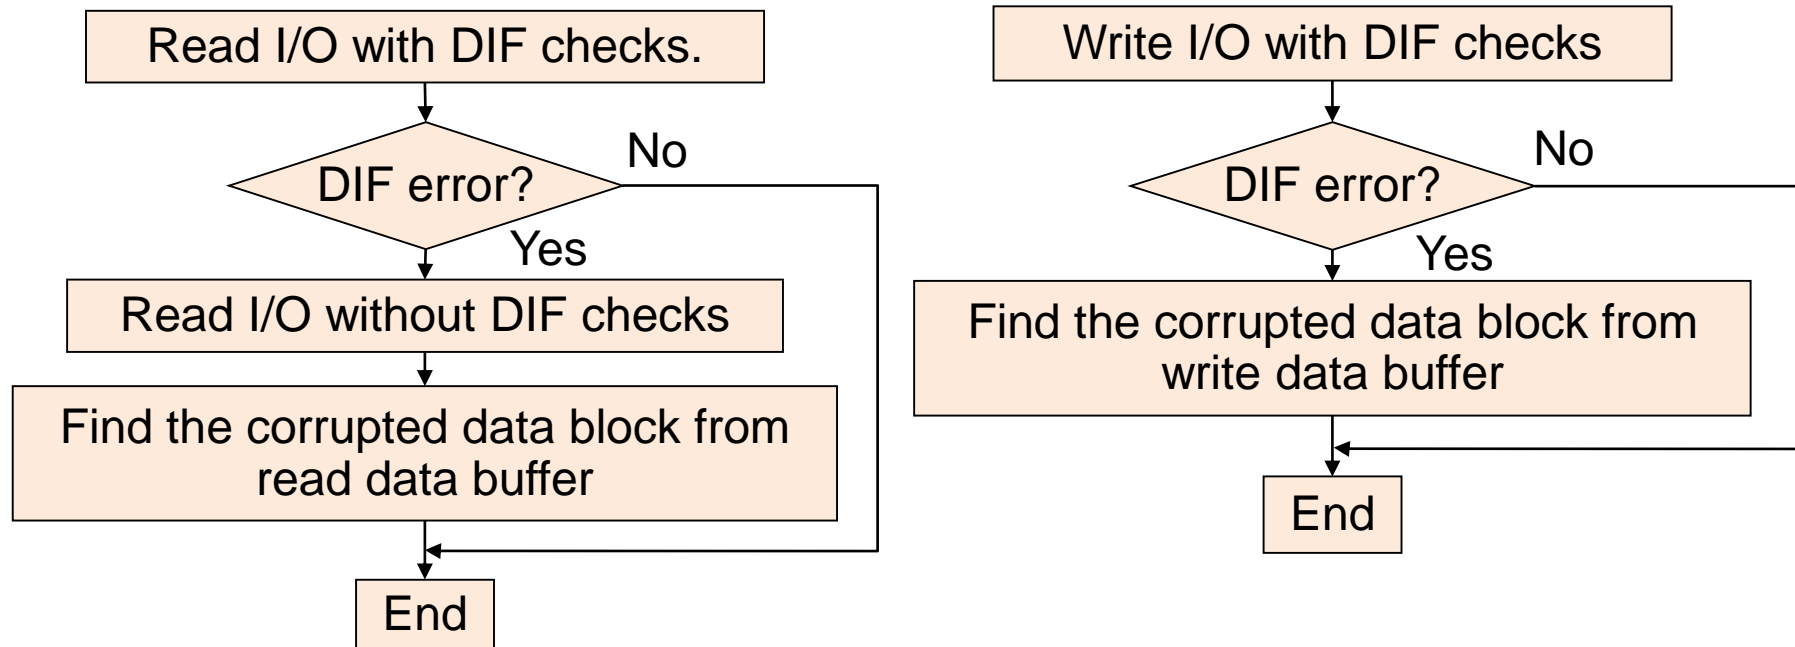 Read I/O with DIF checks.
DIF error?
No
Yes
Read I/O without DIF checks
Find the corrupted data block from
read data buffer
End
Write I/O with DIF checks
DIF error?
No
Yes
Find the corrupted data block from
write data buffer
End